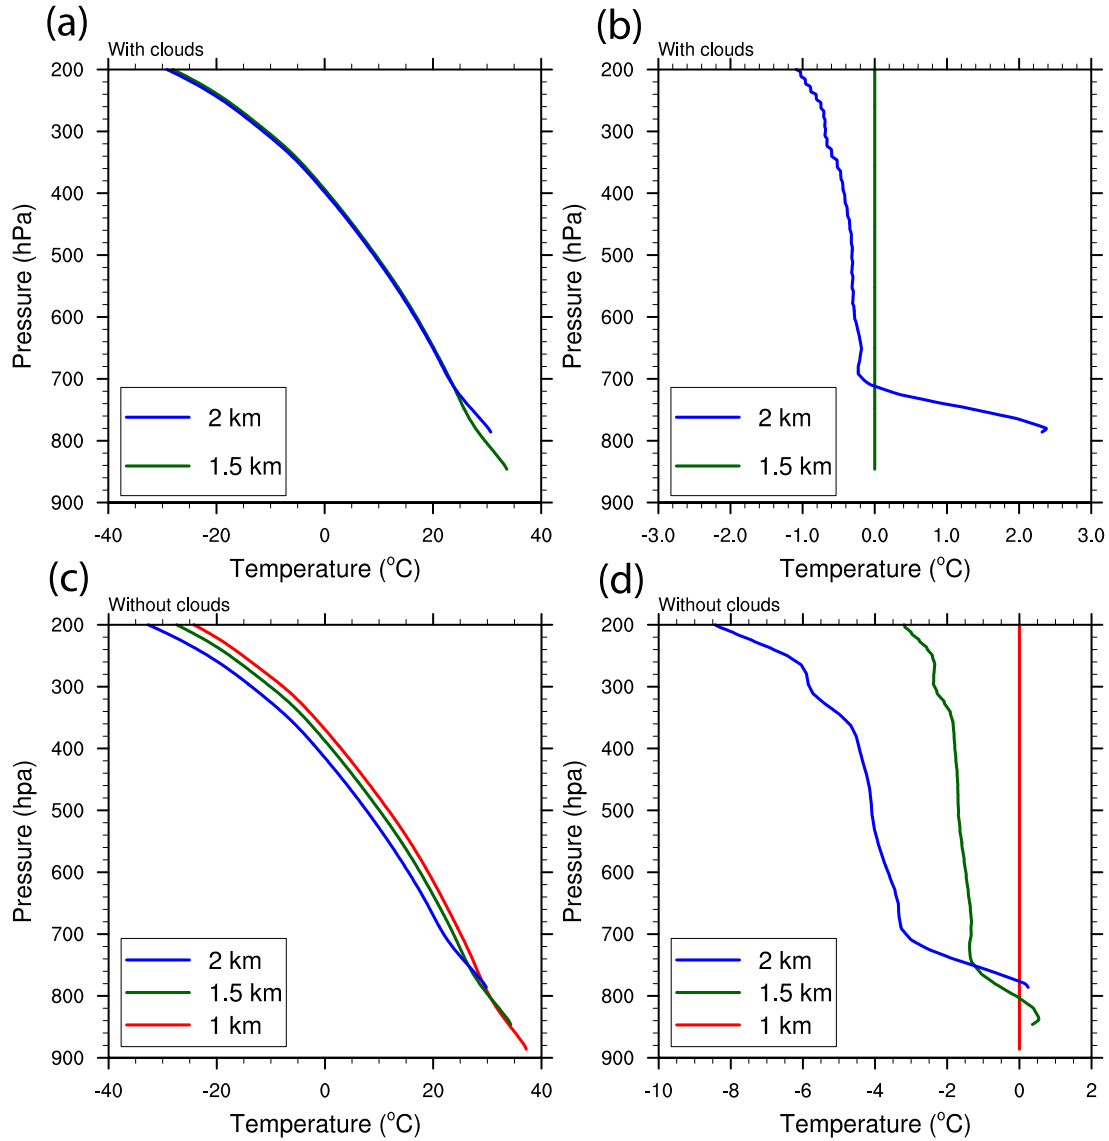 (a)
With clouds
200
300
400
500
600
700
800
900
Pressure (hPa)
2 km
1.5 km
-40
-20
0
20
40
Temperature (°C)
(b)
With clouds
200
300
400
500
600
700
800
900
Pressure (hPa)
2 km
1.5 km
-3.0
-2.0
-1.0
0.0
1.0
2.0
3.0
Temperature (°C)
(c)
Without clouds
200
300
400
500
600
700
800
900
Pressure (hpa)
2 km
1.5 km
1 km
-40
-20
0
20
40
Temperature (°C)
(d)
Without clouds
200
300
400
500
600
700
800
900
Pressure (hpa)
2 km
1.5 km
1 km
-10
-8
-6
-4
-2
0
2
Temperature (°C)